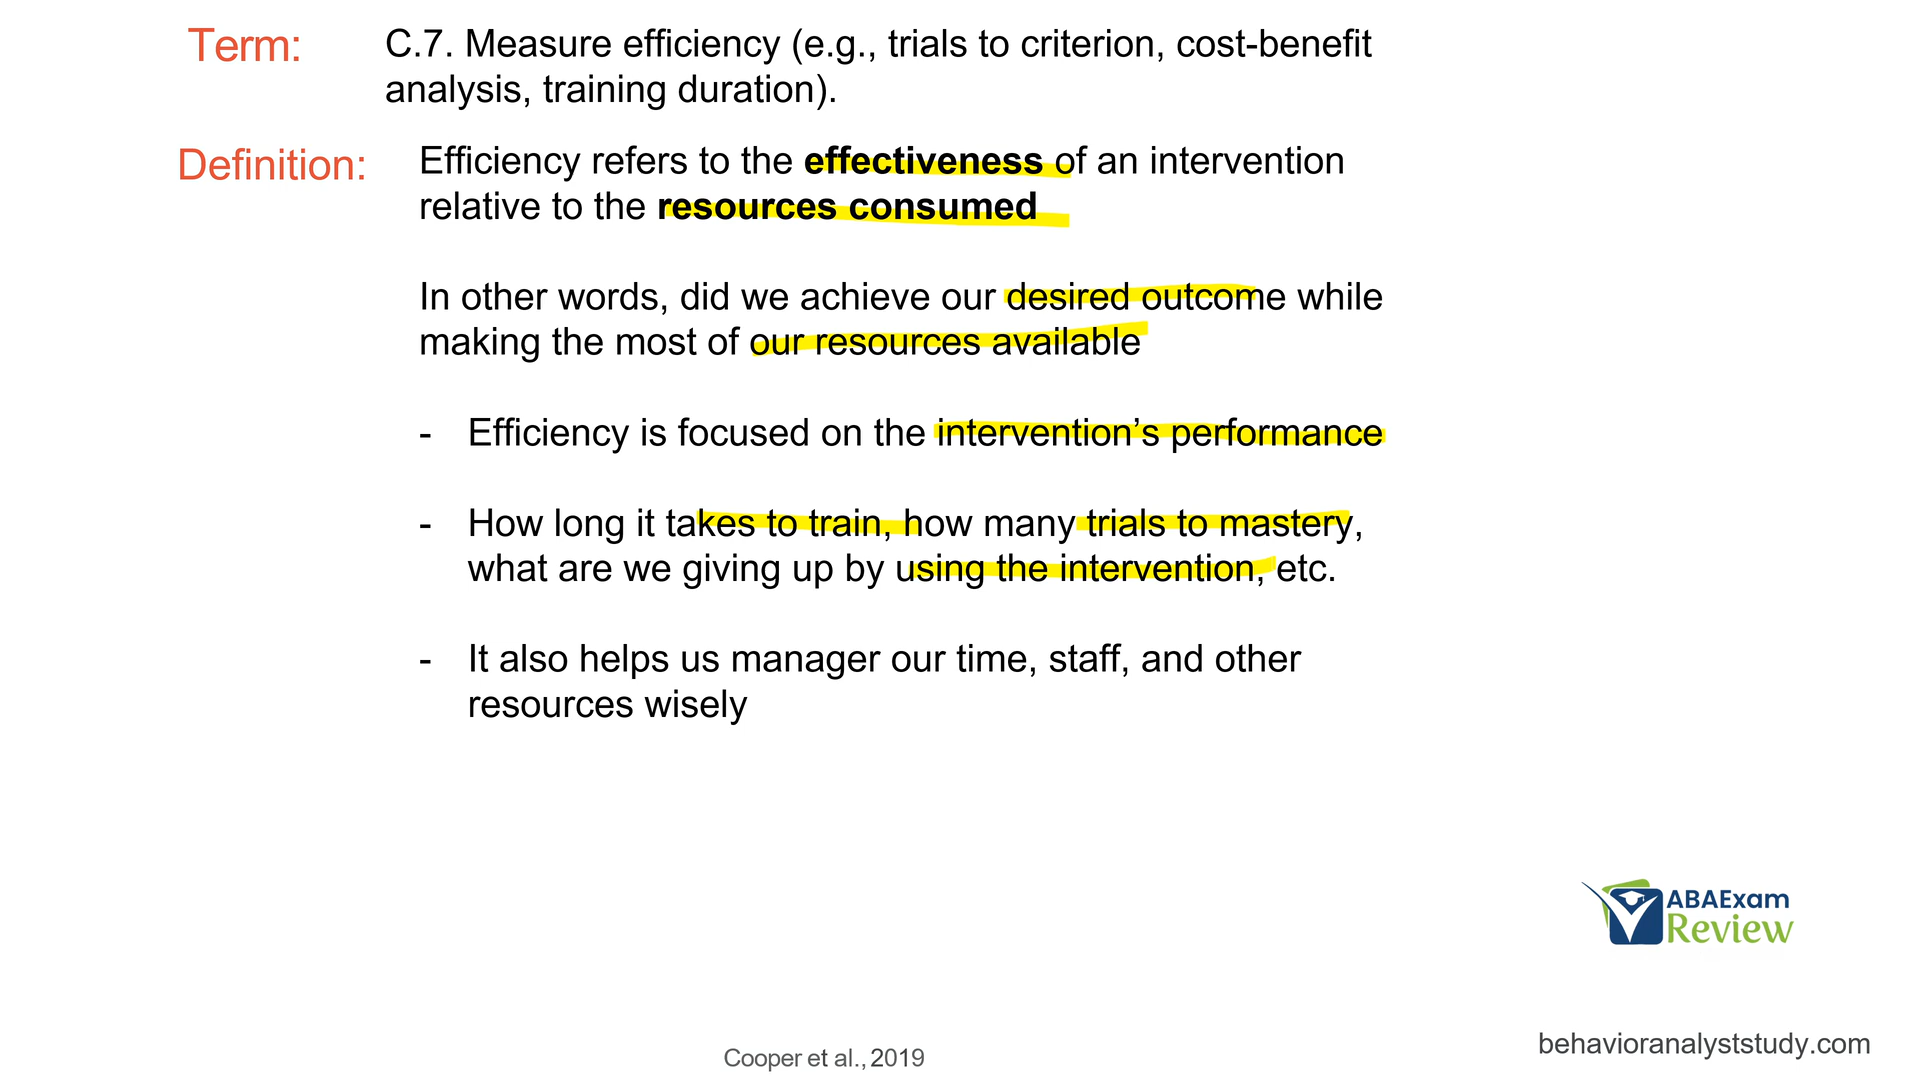 Term:
C.7. Measure efficiency (e.g., trials to criterion, cost-benefit
analysis, training duration).
Definition:
Efficiency refers to the effectiveness of an intervention
relative to the resources consumed
In other words, did we achieve our desired outcome while
making the most of our resources available
- Efficiency is focused on the intervention’s performance
- How long it takes to train, how many trials to mastery,
what are we giving up by using the intervention, etc.
- It also helps us manager our time, staff, and other
resources wisely
ABAExam
Review
behavioranalyststudy.com
Cooper et al., 2019